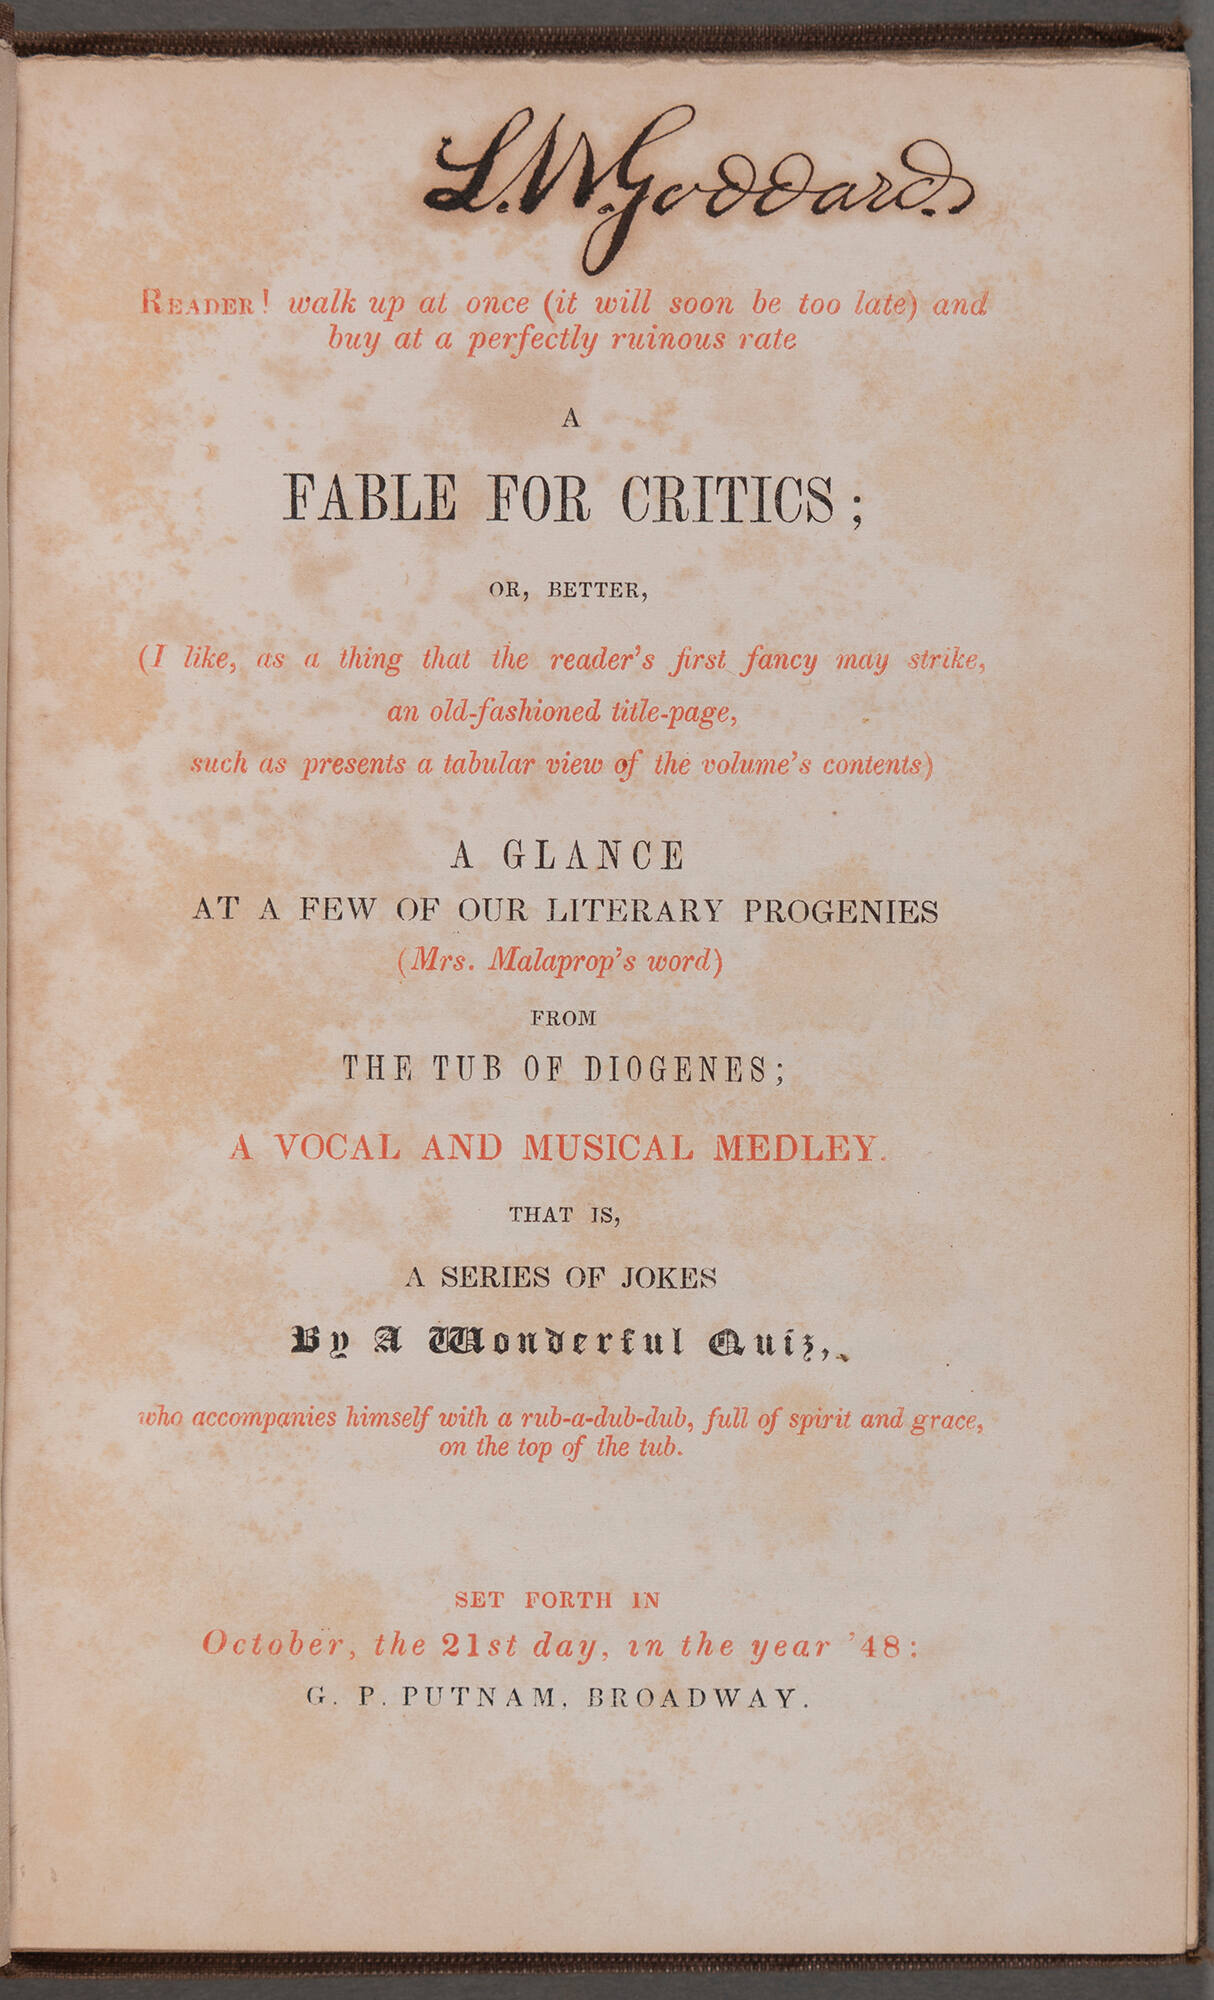 L. W. Goddard.
READER! walk up at once (it will soon be too late) and
buy at a perfectly ruinous rate
A
FABLE FOR CRITICS;
OR, BETTER,
(I like, as a thing that the reader's first fancy may strike,
an old-fashioned title-page,
such as presents a tabular view of the volume's contents)
A GLANCE
AT A FEW OF OUR LITERARY PROGENIES
(Mrs. Malaprop's word)
FROM
THE TUB OF DIOGENES;
A VOCAL AND MUSICAL MEDLEY.
THAT IS,
A SERIES OF JOKES
By A Wonderful Quiz,
who accompanies himself with a rub-a-dub-dub, full of spirit and grace,
on the top of the tub.
SET FORTH IN
October, the 21st day, in the year '48:
G. P. PUTNAM, BROADWAY.